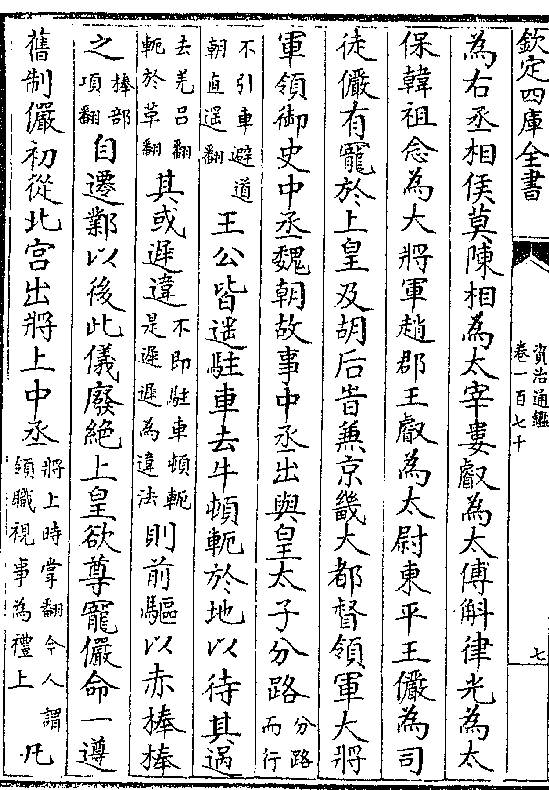 欽定四庫全書
資治通鑑
卷一百七十
七
為右丞相侯莫陳相為太宰婁叡為太傅斛律光為太
保韓祖念為大將軍趙郡王叡為太尉東平王儼為司
徒儼有寵於上皇及胡后時兼京畿大都督領軍大將
軍領御史中丞魏朝故事中丞出與皇太子分路分路而行
王公皆遙駐車去牛頓軛於地以待其過
不引車避道
朝直遥翻
去羌呂翻
軛於革翻
其或遲違不即駐車頓軛是遲遲為違法則前驅以赤棒棒
之棒部項翻自遷鄴以後此儀廢絶上皇欲尊寵儼命一遵
舊制儼初從北宫出將上中丞將上時掌翻今人謂領職視事為禮上凡